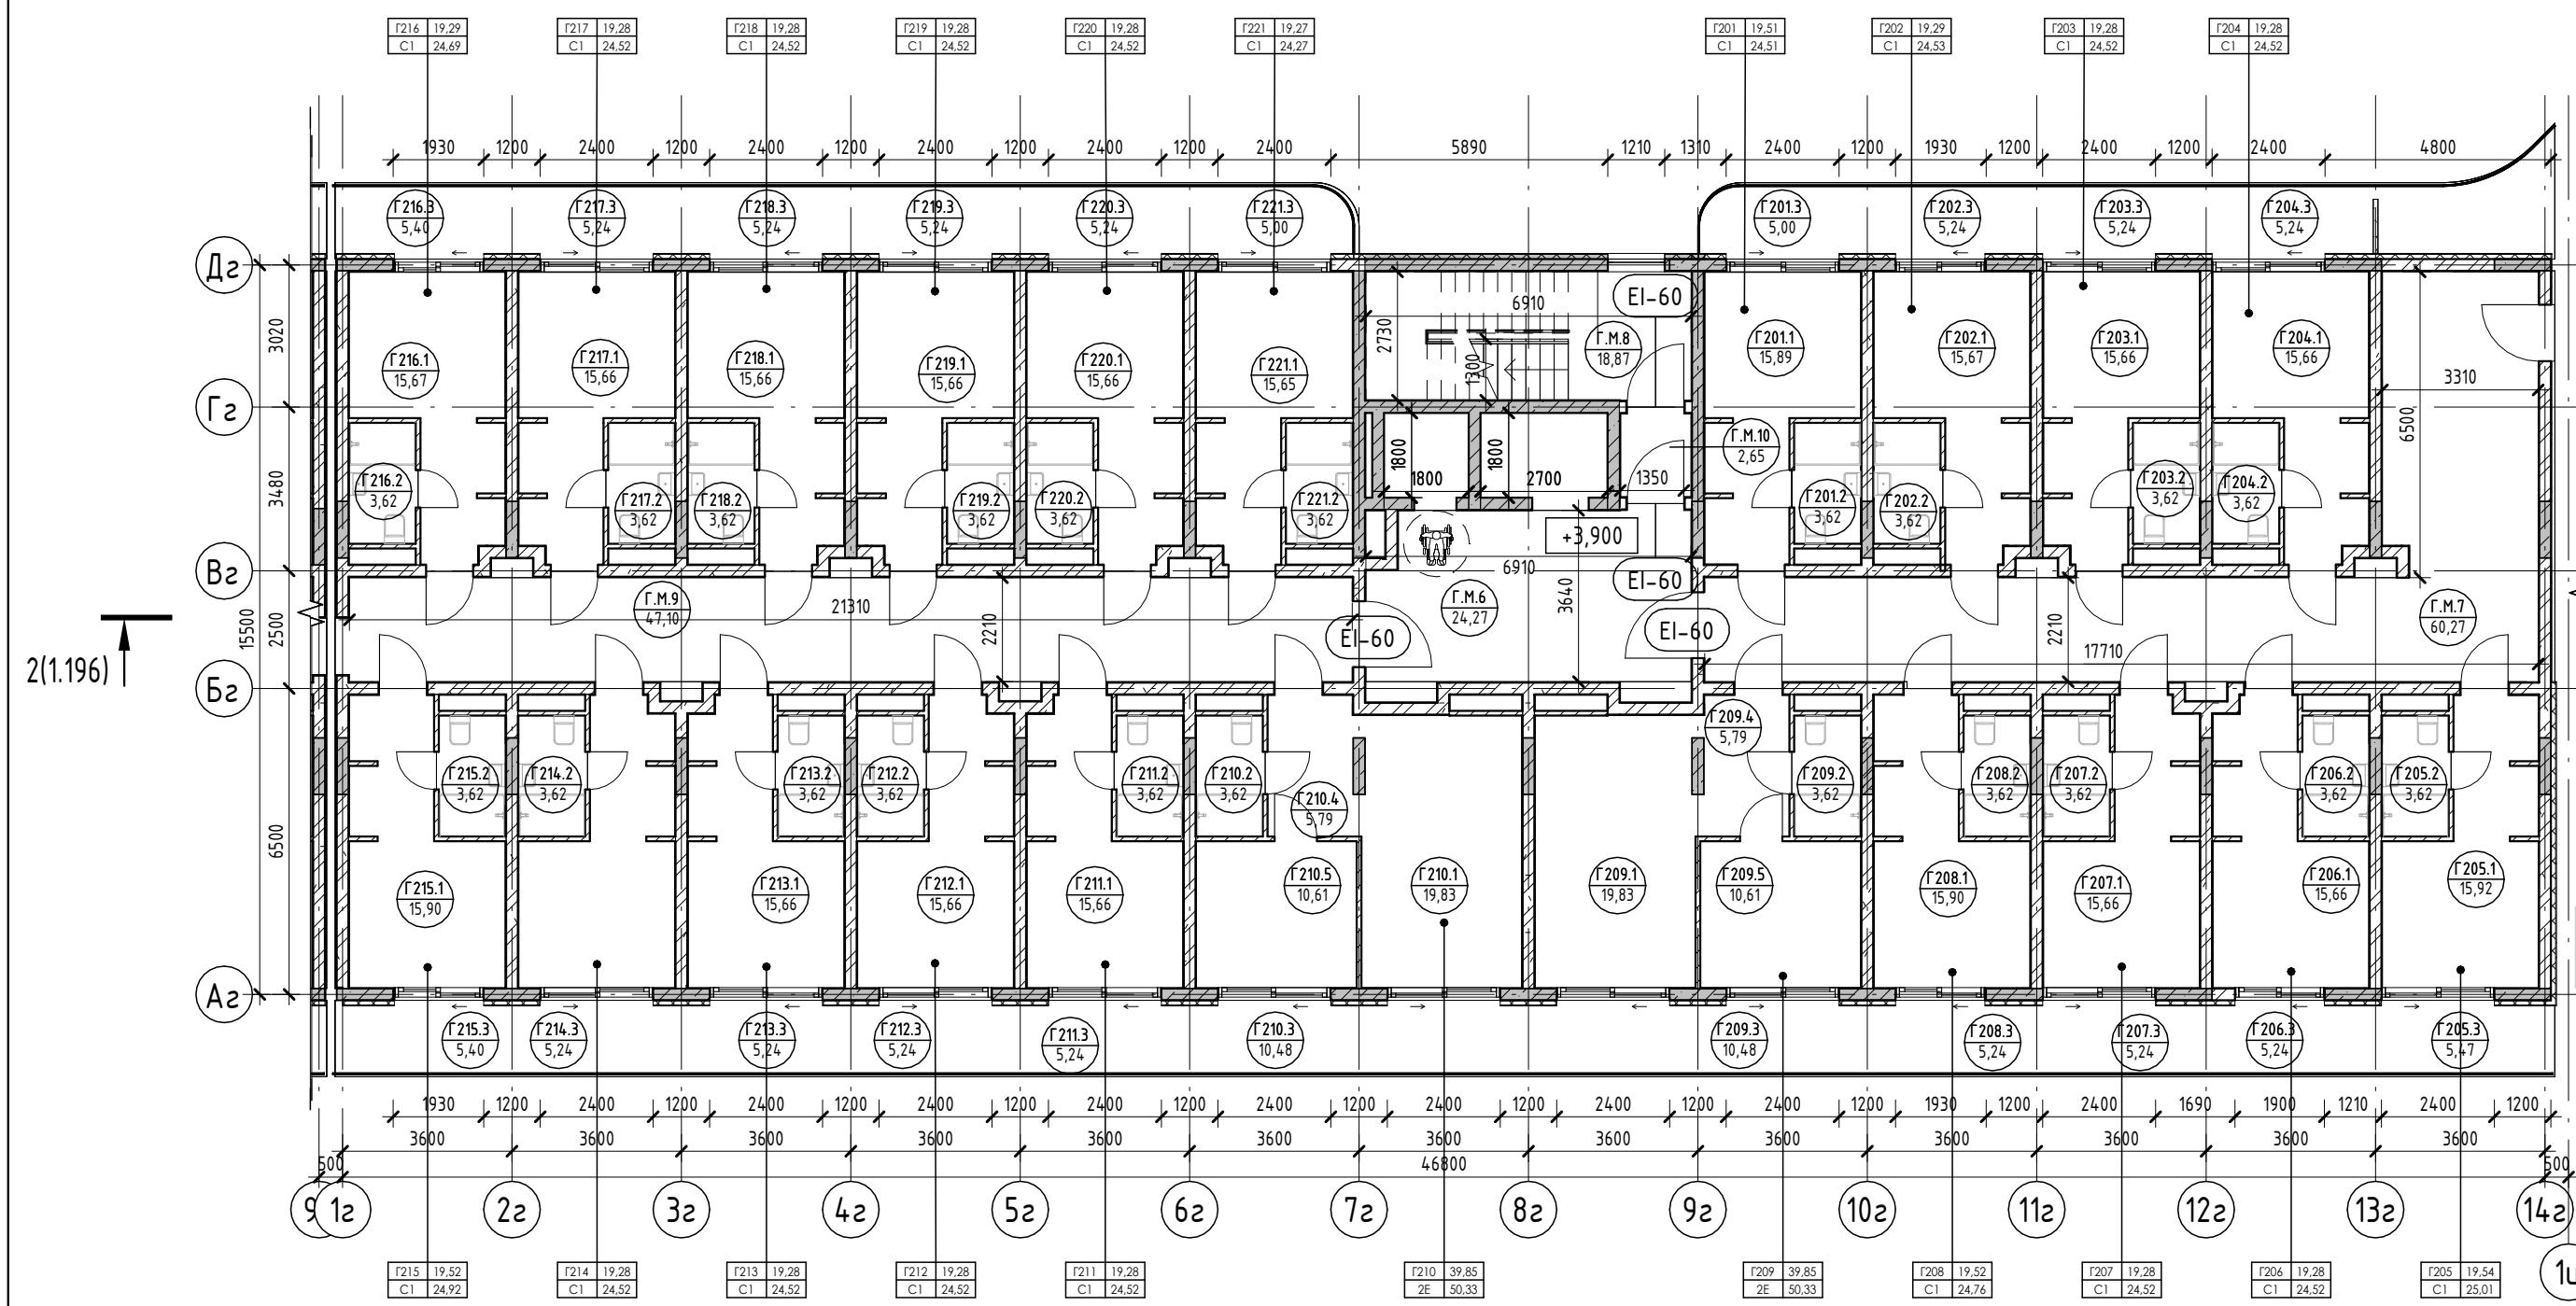 Г216 19,29
С1 24,69
Г217 19,28
С1 24,52
Г218 19,28
С1 24,52
Г219 19,28
С1 24,52
Г220 19,28
С1 24,52
Г221 19,27
С1 24,27
Г201 19,51
С1 24,51
Г202 19,29
С1 24,53
Г203 19,28
С1 24,52
Г204 19,28
С1 24,52
1930 1200 2400 1200 2400 1200 2400 1200 2400 1200 2400 5890 1210 1310 2400 1200 1930 1200 2400 1200 2400 4800
Г216.3
5,40
Г217.3
5,24
Г218.3
5,24
Г219.3
5,24
Г220.3
5,24
Г221.3
5,00
Г201.3
5,00
Г202.3
5,24
Г203.3
5,24
Г204.3
5,24
Дг
Гг
Вг
Бг
Аг
3020
3480
2500
6500
15500
2(1.196)
Г216.1
15,67
Г217.1
15,66
Г218.1
15,66
Г219.1
15,66
Г220.1
15,66
Г221.1
15,65
6910
EI-60
2730
1300
Г.М.8
18,87
Г201.1
15,89
Г202.1
15,67
Г203.1
15,66
Г204.1
15,66
3310
6500
Г216.2
3,62
Г217.2
3,62
Г218.2
3,62
Г219.2
3,62
Г220.2
3,62
Г221.2
3,62
1800
1800
1800
2700
1350
Г.М.10
2,65
Г201.2
3,62
Г202.2
3,62
Г203.2
3,62
Г204.2
3,62
+3,900
6910
EI-60
Г.М.9
47,10
21310
2210
EI-60
Г.М.6
24,27
3640
EI-60
17710
2210
Г.М.7
60,27
Г215.2
3,62
Г214.2
3,62
Г213.2
3,62
Г212.2
3,62
Г211.2
3,62
Г210.2
3,62
Г210.4
5,79
Г209.4
5,79
Г209.2
3,62
Г208.2
3,62
Г207.2
3,62
Г206.2
3,62
Г205.2
3,62
Г215.1
15,90
Г213.1
15,66
Г212.1
15,66
Г211.1
15,66
Г210.5
10,61
Г210.1
19,83
Г209.1
19,83
Г209.5
10,61
Г208.1
15,90
Г207.1
15,66
Г206.1
15,66
Г205.1
15,92
Г215.3
5,40
Г214.3
5,24
Г213.3
5,24
Г212.3
5,24
Г211.3
5,24
Г210.3
10,48
Г209.3
10,48
Г208.3
5,24
Г207.3
5,24
Г206.3
5,24
Г205.3
5,47
1930 1200 2400 1200 2400 1200 2400 1200 2400 1200 2400 1200 2400 1200 2400 1200 2400 1200 1930 1200 2400 1690 1900 1210 2400 1200
3600 3600 3600 3600 3600 3600 3600 3600 3600 3600 3600 3600 3600
500 46800 500
9 1г 2г 3г 4г 5г 6г 7г 8г 9г 10г 11г 12г 13г 14г
Г215 19,52
С1 24,92
Г214 19,28
С1 24,52
Г213 19,28
С1 24,52
Г212 19,28
С1 24,52
Г211 19,28
С1 24,52
Г210 39,85
2Е 50,33
Г209 39,85
2Е 50,33
Г208 19,52
С1 24,76
Г207 19,28
С1 24,52
Г206 19,28
С1 24,52
Г205 19,54
С1 25,01